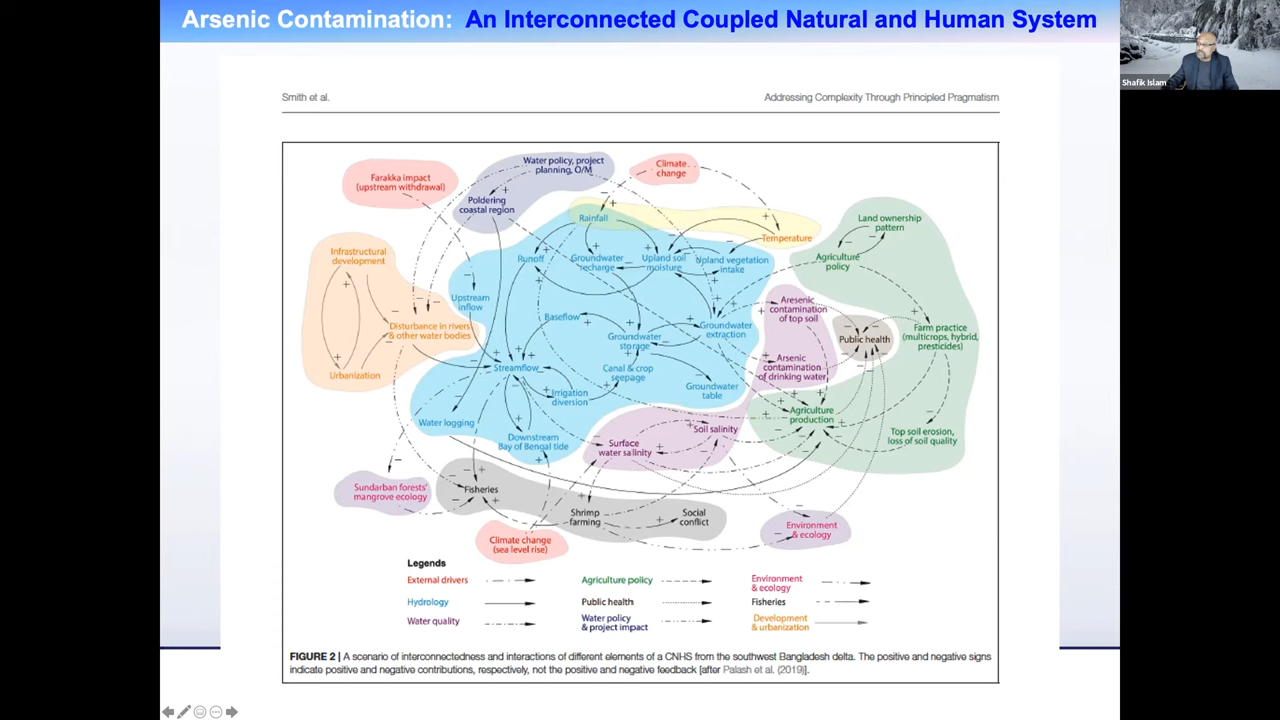 Arsenic Contamination: An Interconnected Coupled Natural and Human System
Shafik Islam
Smith et al.
Addressing Complexity Through Principled Pragmatism
Farakka impact
(upstream withdrawal)
Water policy, project
planning, O/M
Climate
change
Poldering
coastal region
Rainfall
Temperature
Land ownership
pattern
Infrastructural
development
Runoff
Groundwater
recharge
Upland soil
moisture
Upland vegetation
intake
Agriculture
policy
Upstream
inflow
Disturbance in rivers
& other water bodies
Baseflow
Groundwater
storage
Groundwater
extraction
Aresenic
contamination
of top soil
Public health
Farm practice
(multicrops, hybrid,
presticides)
Urbanization
Streamflow
Canal & crop
seepage
Arsenic
contamination
of drinking water
Irrigation
diversion
Groundwater
table
Water logging
Agriculture
production
Downstream
Bay of Bengal tide
Soil salinity
Surface
water salinity
Top soil erosion,
loss of soil quality
Sundarban forests'
mangrove ecology
Fisheries
Shrimp
farming
Social
conflict
Environment
& ecology
Climate change
(sea level rise)
Legends
External drivers
Agriculture policy
Environment
& ecology
Hydrology
Public health
Fisheries
Water quality
Water policy
& project impact
Development
& urbanization
FIGURE 2 | A scenario of interconnectedness and interactions of different elements of a CNHS from the southwest Bangladesh delta. The positive and negative signs
indicate positive and negative contributions, respectively, not the positive and negative feedback [after Palash et al. (2019)].